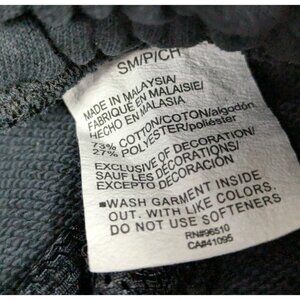 SM/P/CH
MADE IN MALAYSIA/
FABRIQUÉ EN MALAISIE/
HECHO EN MALASIA
73% COTTON/COTON/algodón
27% POLYESTER/poliéster
EXCLUSIVE OF DECORATION/
SAUF LES DÉCORATIONS/
EXCEPTO DECORACIÓN
■WASH GARMENT INSIDE
OUT. WITH LIKE COLORS.
DO NOT USE SOFTENERS
RN#96510
CA#41095